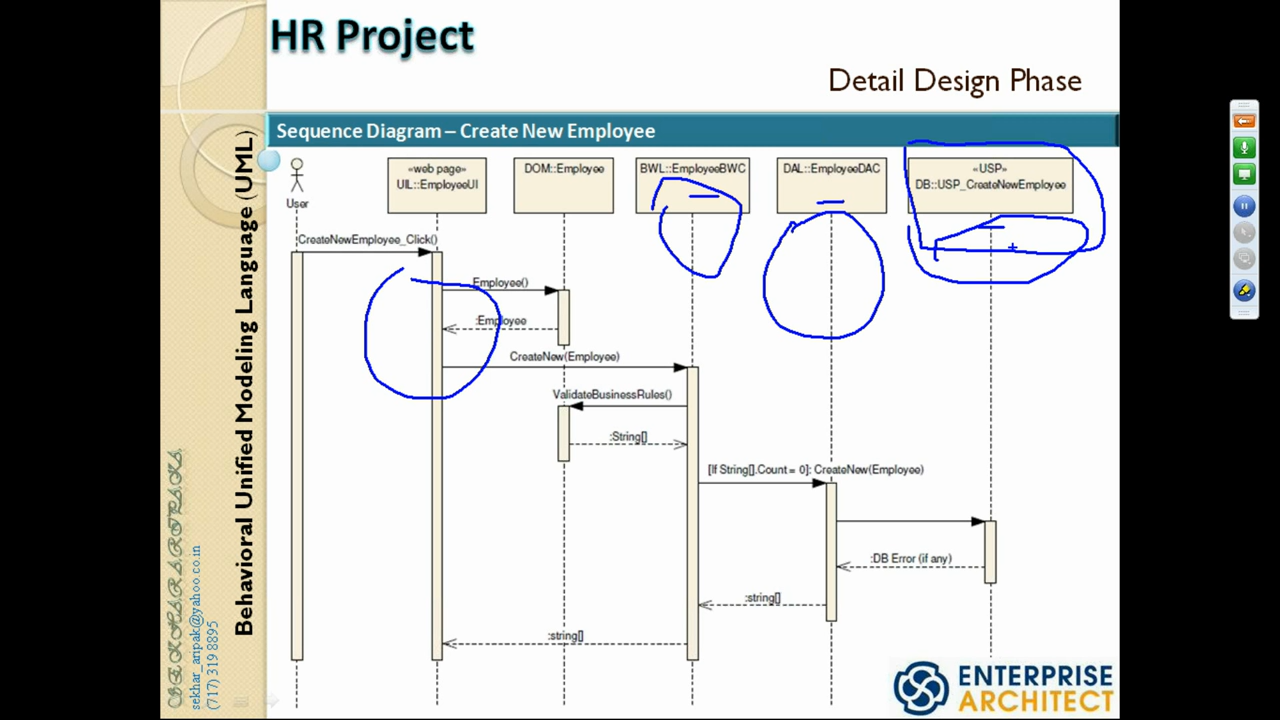 HR Project
Detail Design Phase
Sequence Diagram – Create New Employee
User
«web page»
UIL::EmployeeUI
DOM::Employee
BWL::EmployeeBWC
DAL::EmployeeDAC
«USP»
DB::USP_CreateNewEmployee
CreateNewEmployee_Click()
Employee()
:Employee
CreateNew(Employee)
ValidateBusinessRules()
:String[]
[If String[].Count = 0]: CreateNew(Employee)
:DB Error (if any)
:string[]
:string[]
Behavioral Unified Modeling Language (UML)
sekhar_aripak@yahoo.co.in
(717) 319 8895
ENTERPRISE
ARCHITECT